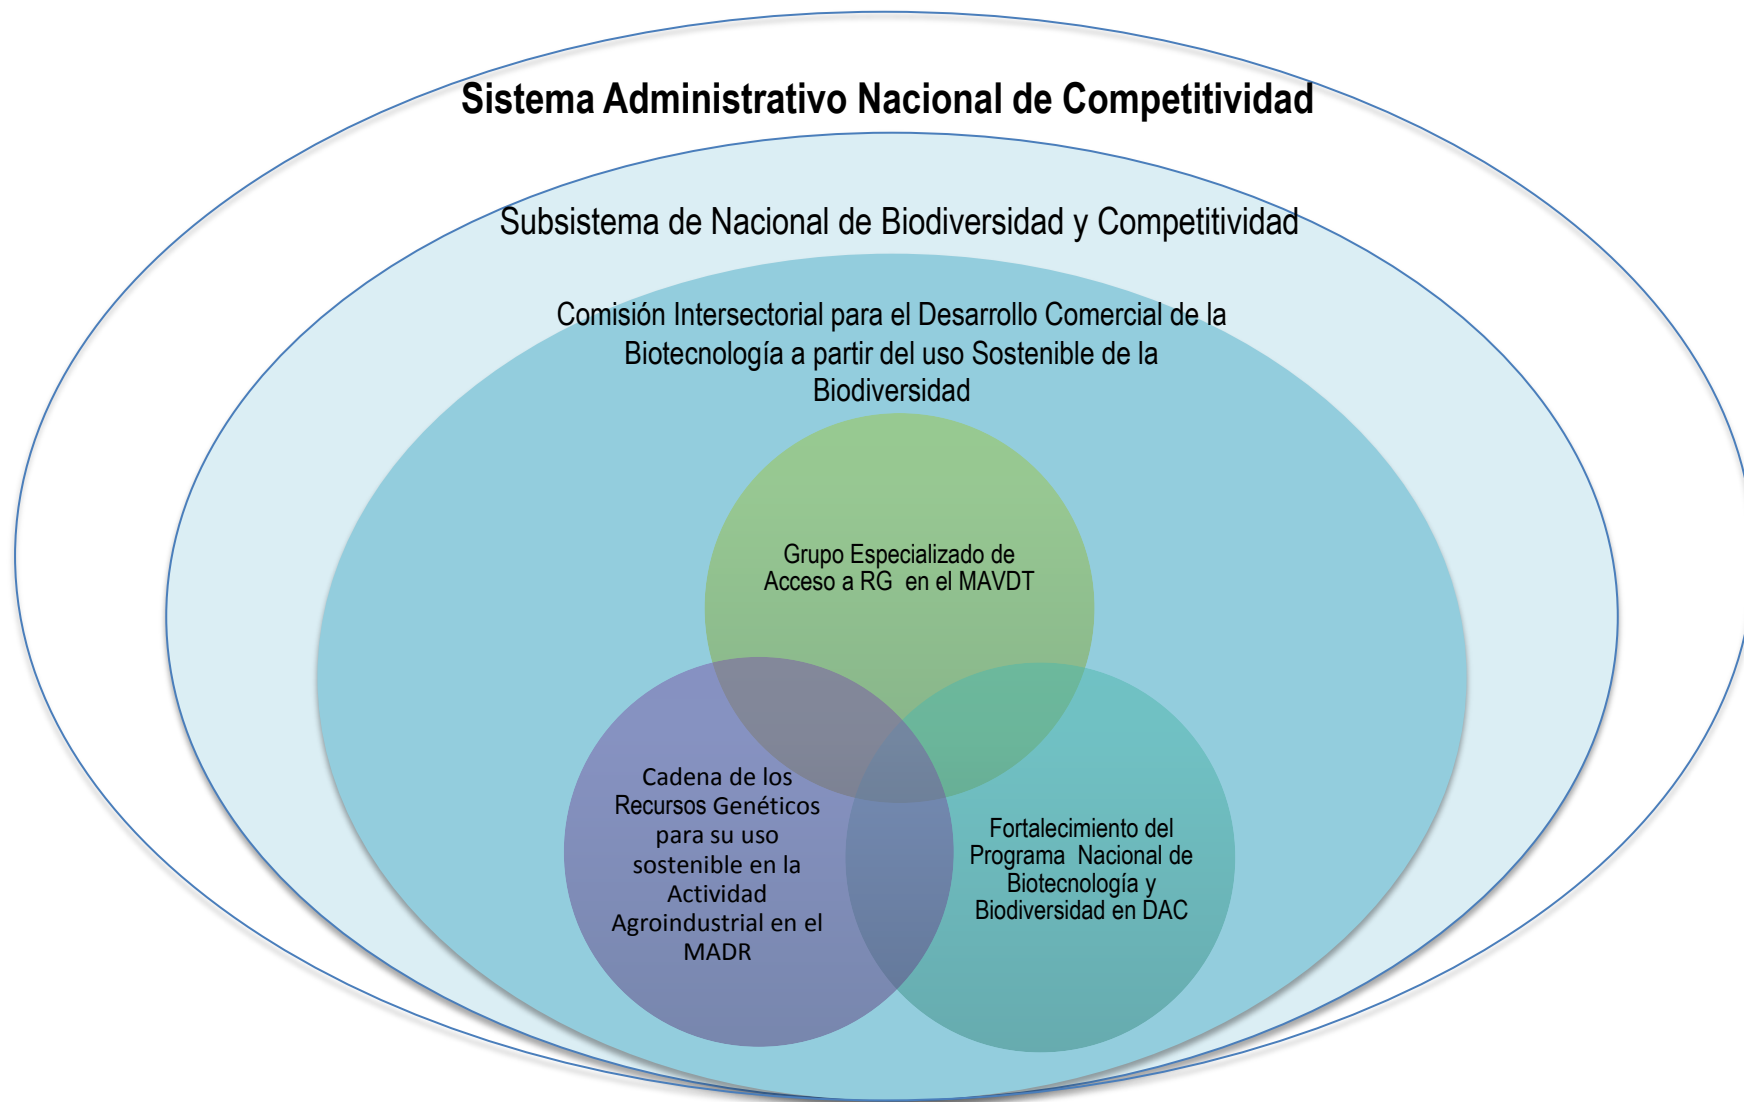 Sistema Administrativo Nacional de Competitividad
Subsistema de Nacional de Biodiversidad y Competitividad
Comisión Intersectorial para el Desarrollo Comercial de la
Biotecnología a partir del uso Sostenible de la
Biodiversidad
Grupo Especializado de
Acceso a RG en el MAVDT
Cadena de los
Recursos Genéticos
para su uso
sostenible en la
Actividad
Agroindustrial en el
MADR
Fortalecimiento del
Programa Nacional de
Biotecnología y
Biodiversidad en DAC